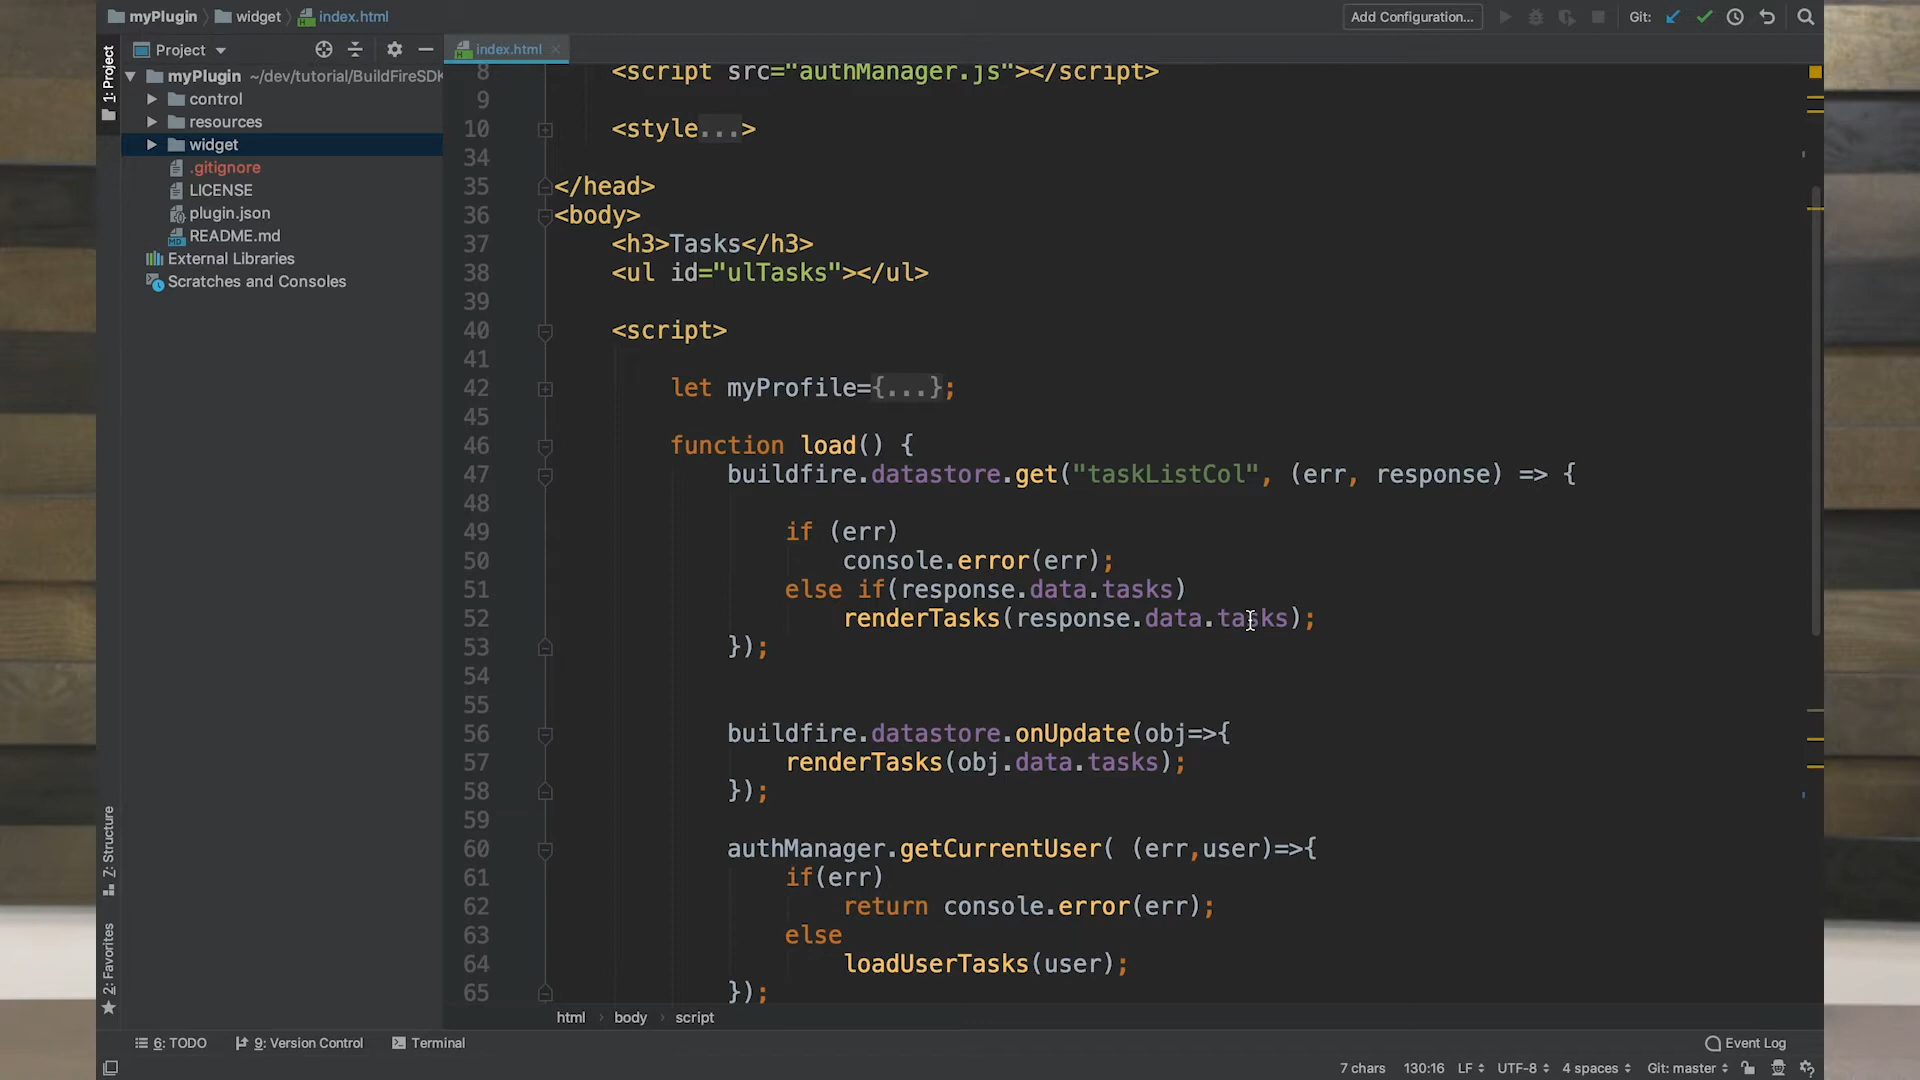 myPlugin widget index.html Add Configuration... Git:
Project index.html
1: Project
myPlugin ~/dev/tutorial/BuildFireSDK
control
resources
widget
.gitignore
LICENSE
plugin.json
README.md
External Libraries
Scratches and Consoles
8 <script src="authManager.js"></script>
9
10 <style...>
34
35 </head>
36 <body>
37 <h3>Tasks</h3>
38 <ul id="ulTasks"></ul>
39
40 <script>
41
42 let myProfile={...};
45
46 function load() {
47 buildfire.datastore.get("taskListCol", (err, response) => {
48
49 if (err)
50 console.error(err);
51 else if(response.data.tasks)
52 renderTasks(response.data.tasks);
53 });
54
55
56 buildfire.datastore.onUpdate(obj=>{
57 renderTasks(obj.data.tasks);
58 });
59
60 authManager.getCurrentUser( (err,user)=>{
61 if(err)
62 return console.error(err);
63 else
64 loadUserTasks(user);
65 });
Z: Structure
2: Favorites
html body script
6: TODO 9: Version Control Terminal Event Log
7 chars 130:16 LF UTF-8 4 spaces Git: master